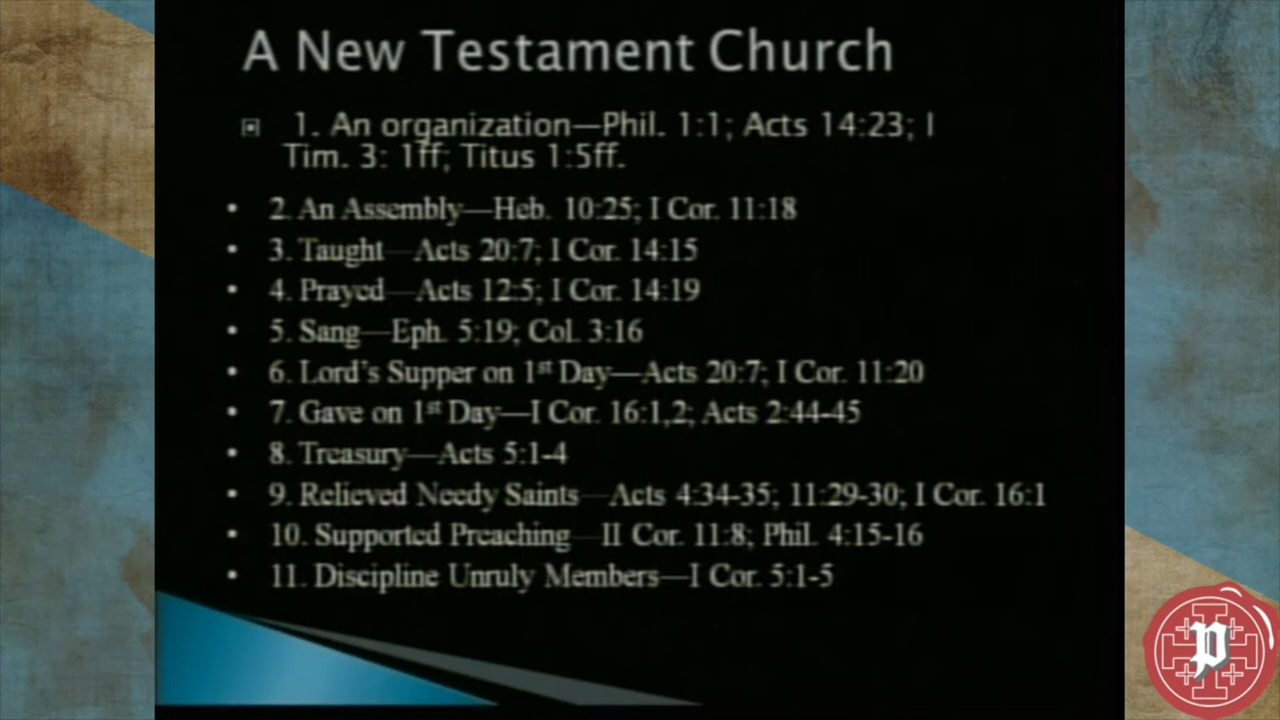 A New Testament Church
1. An organization—Phil. 1:1; Acts 14:23; I
Tim. 3: 1ff; Titus 1:5ff.
• 2. An Assembly—Heb. 10:25; I Cor. 11:18
• 3. Taught—Acts 20:7; I Cor. 14:15
• 4. Prayed—Acts 12:5; I Cor. 14:19
• 5. Sang—Eph. 5:19; Col. 3:16
• 6. Lord's Supper on 1st Day—Acts 20:7; I Cor. 11:20
• 7. Gave on 1st Day—I Cor. 16:1,2; Acts 2:44-45
• 8. Treasury—Acts 5:1-4
• 9. Relieved Needy Saints—Acts 4:34-35; 11:29-30; I Cor. 16:1
• 10. Supported Preaching—II Cor. 11:8; Phil. 4:15-16
• 11. Discipline Unruly Members—I Cor. 5:1-5
p